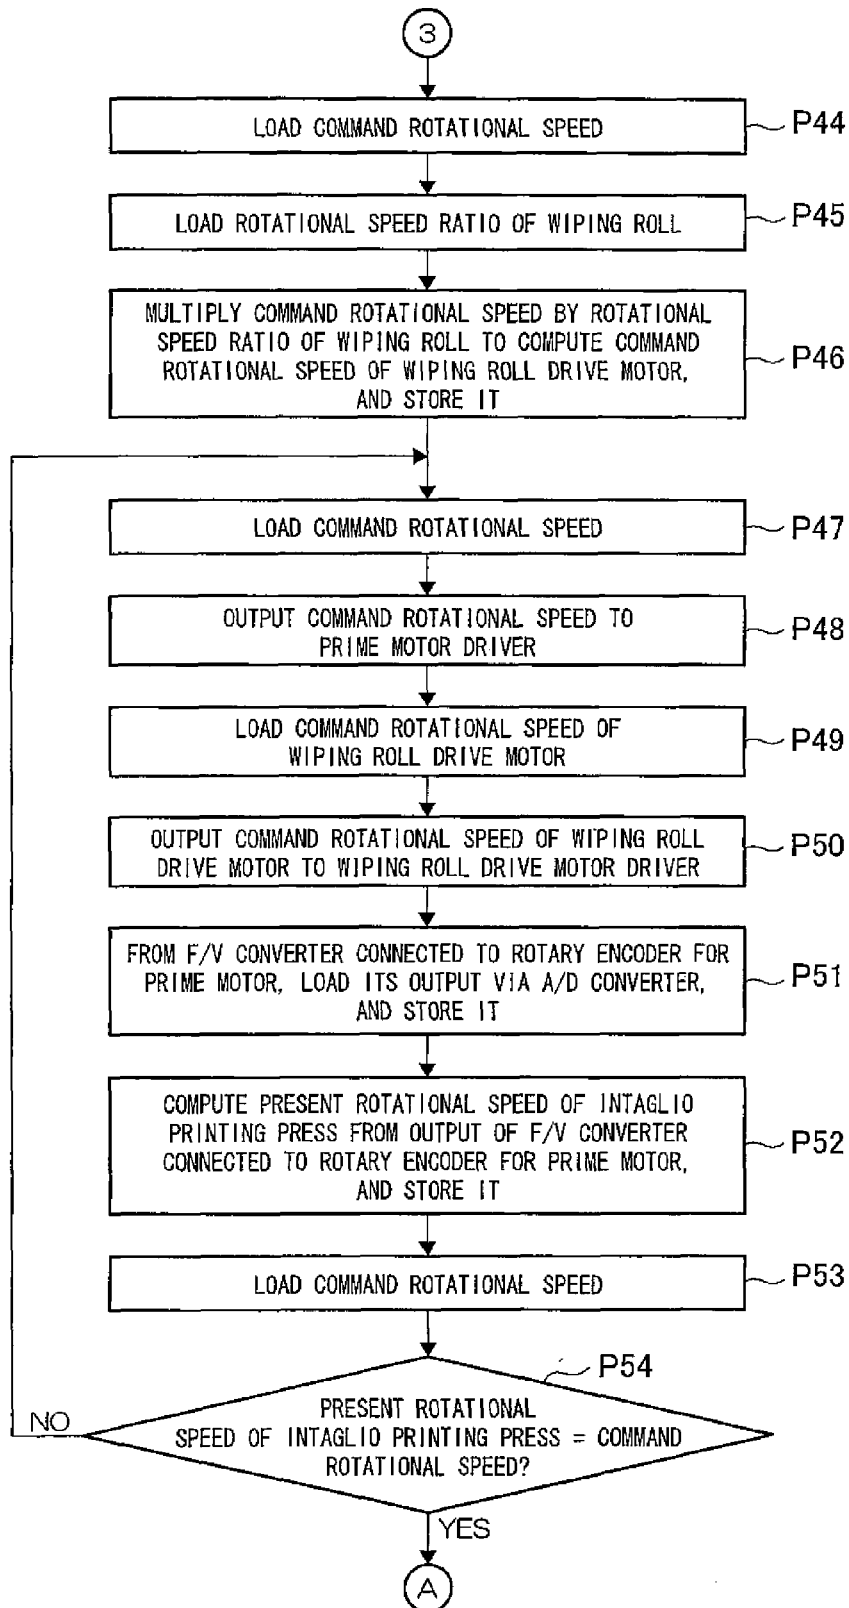 3
LOAD COMMAND ROTATIONAL SPEED
P44
LOAD ROTATIONAL SPEED RATIO OF WIPING ROLL
P45
MULTIPLY COMMAND ROTATIONAL SPEED BY ROTATIONAL
SPEED RATIO OF WIPING ROLL TO COMPUTE COMMAND
ROTATIONAL SPEED OF WIPING ROLL DRIVE MOTOR,
AND STORE IT
P46
LOAD COMMAND ROTATIONAL SPEED
P47
OUTPUT COMMAND ROTATIONAL SPEED TO
PRIME MOTOR DRIVER
P48
LOAD COMMAND ROTATIONAL SPEED OF
WIPING ROLL DRIVE MOTOR
P49
OUTPUT COMMAND ROTATIONAL SPEED OF WIPING ROLL
DRIVE MOTOR TO WIPING ROLL DRIVE MOTOR DRIVER
P50
FROM F/V CONVERTER CONNECTED TO ROTARY ENCODER FOR
PRIME MOTOR, LOAD ITS OUTPUT VIA A/D CONVERTER,
AND STORE IT
P51
COMPUTE PRESENT ROTATIONAL SPEED OF INTAGLIO
PRINTING PRESS FROM OUTPUT OF F/V CONVERTER
CONNECTED TO ROTARY ENCODER FOR PRIME MOTOR,
AND STORE IT
P52
LOAD COMMAND ROTATIONAL SPEED
P53
P54
PRESENT ROTATIONAL
SPEED OF INTAGLIO PRINTING PRESS = COMMAND
ROTATIONAL SPEED?
NO
YES
A